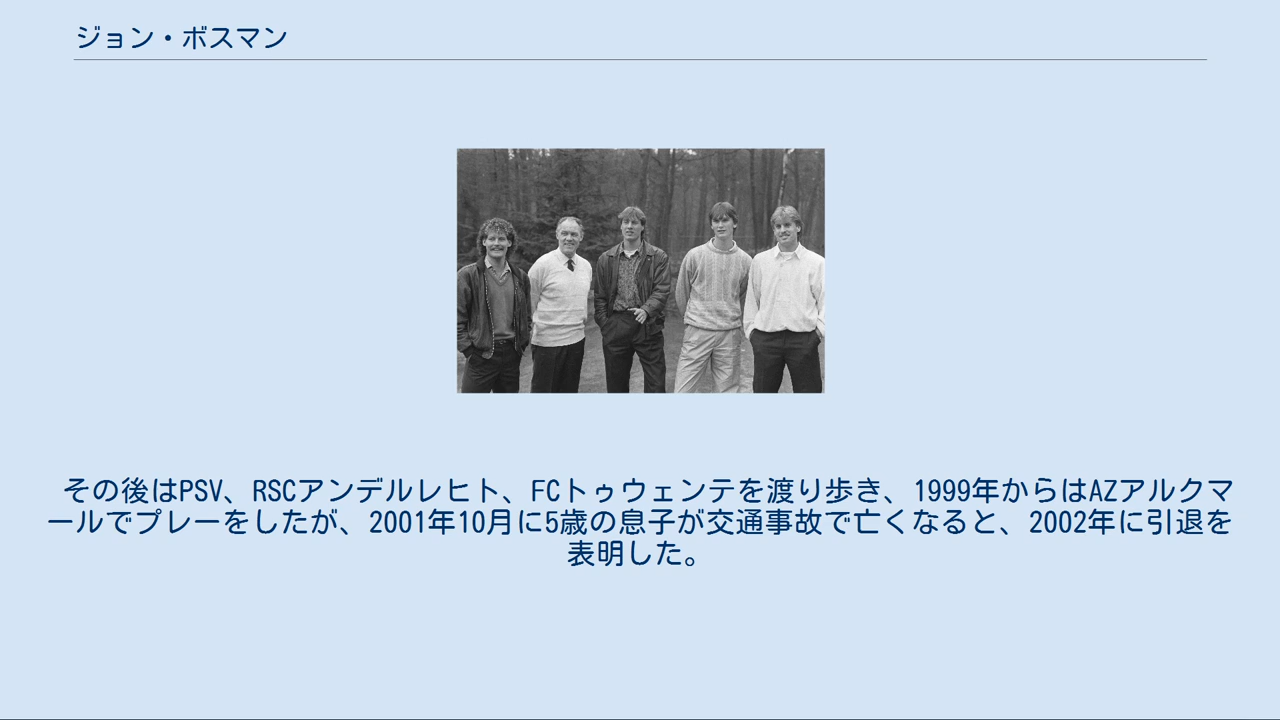 ジョン・ボスマン
その後はPSV、RSCアンデルレヒト、FCトゥウェンテを渡り歩き、1999年からはAZアルクマ
ールでプレーをしたが、2001年10月に5歳の息子が交通事故で亡くなると、2002年に引退を
表明した。